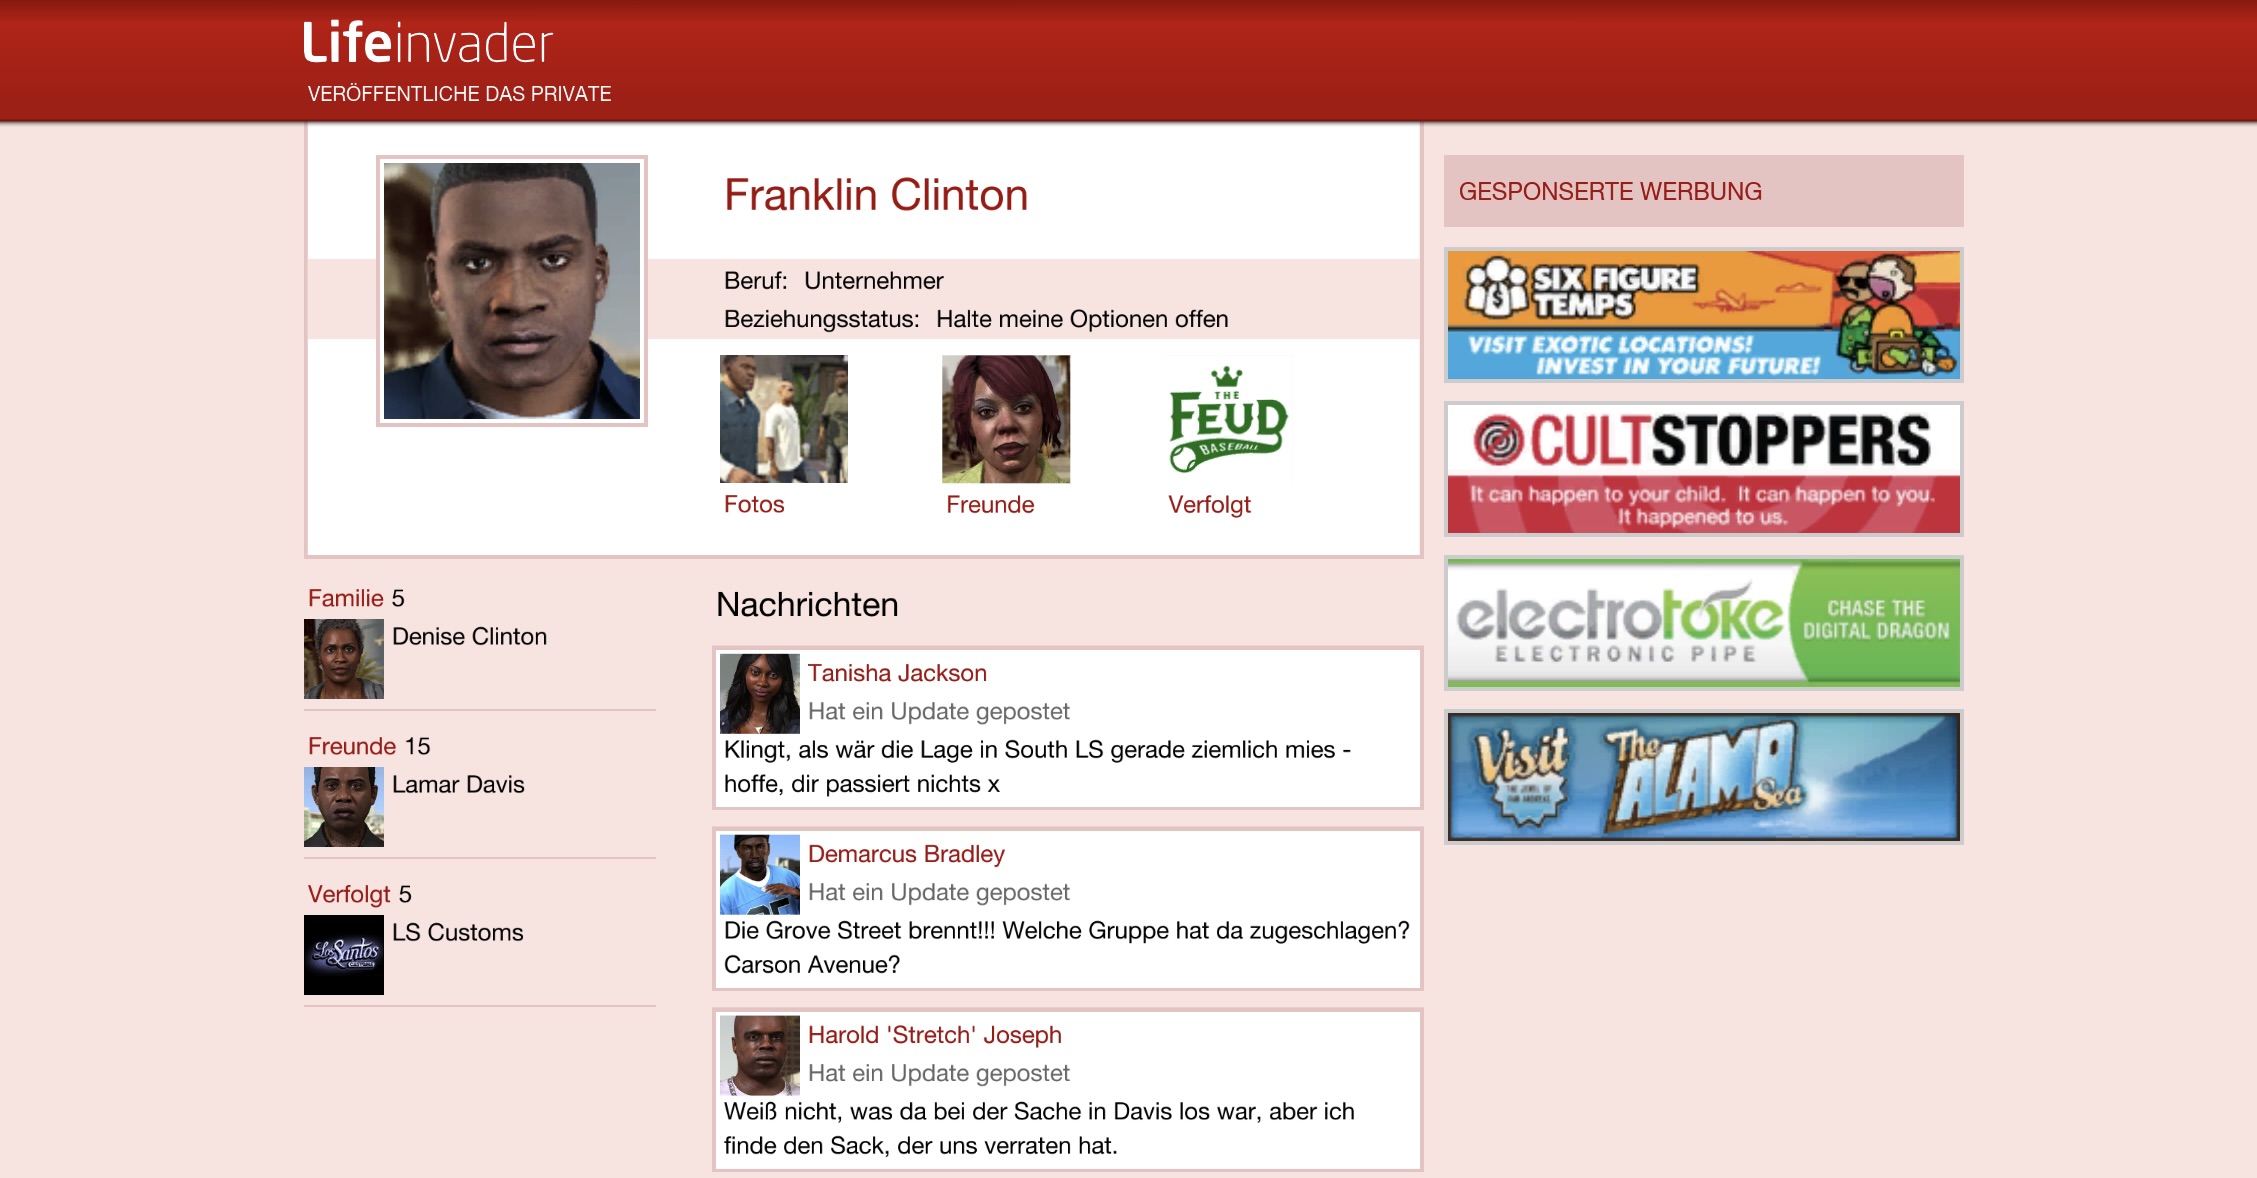 Lifeinvader
VERÖFFENTLICHE DAS PRIVATE
Franklin Clinton
Beruf: Unternehmer
Beziehungsstatus: Halte meine Optionen offen
THE
FEUD
BASEBALL
Fotos
Freunde
Verfolgt
Familie 5
Denise Clinton
Freunde 15
Lamar Davis
Verfolgt 5
Los Santos
LS Customs
Nachrichten
Tanisha Jackson
Hat ein Update gepostet
Klingt, als wär die Lage in South LS gerade ziemlich mies -
hoffe, dir passiert nichts x
Demarcus Bradley
Hat ein Update gepostet
Die Grove Street brennt!!! Welche Gruppe hat da zugeschlagen?
Carson Avenue?
Harold 'Stretch' Joseph
Hat ein Update gepostet
Weiß nicht, was da bei der Sache in Davis los war, aber ich
finde den Sack, der uns verraten hat.
GESPONSERTE WERBUNG
SIX FIGURE
TEMPS
VISIT EXOTIC LOCATIONS!
INVEST IN YOUR FUTURE!
CULTSTOPPERS
It can happen to your child. It can happen to you.
It happened to us.
electrotoke
ELECTRONIC PIPE
CHASE THE
DIGITAL DRAGON
Visit
THE JEWEL OF
SAN ANDREAS
The
ALAMO
Sea